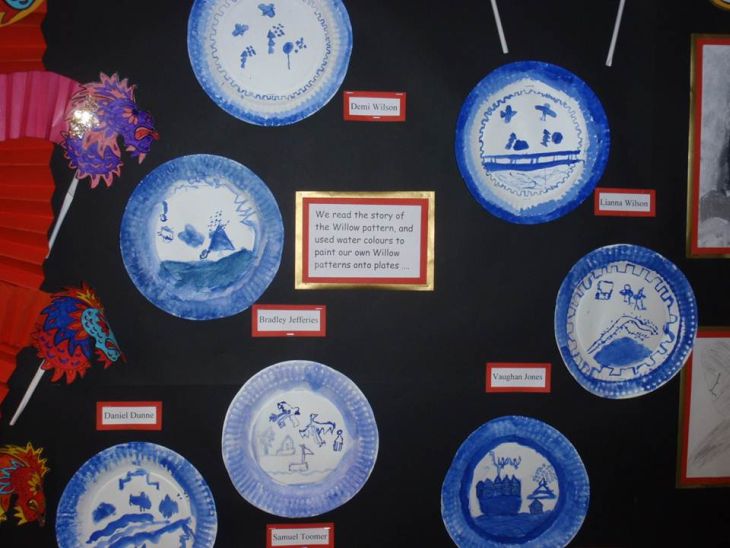 Demi Wilson
Lianna Wilson
We read the story of
the Willow pattern, and
used water colours to
paint our own Willow
patterns onto plates ....
Bradley Jefferies
Vaughan Jones
Daniel Dunne
Samuel Toomer